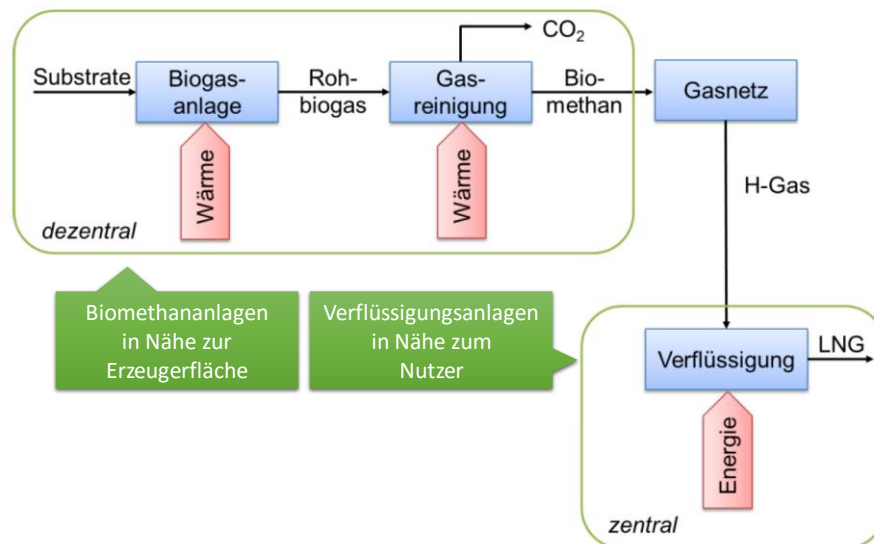 CO₂
Substrate
Biogas-
anlage
Roh-
biogas
Gas-
reinigung
Bio-
methan
Gasnetz
Wärme
Wärme
H-Gas
dezentral
Biomethananlagen
in Nähe zur
Erzeugerfläche
Verflüssigungsanlagen
in Nähe zum
Nutzer
Verflüssigung
LNG
Energie
zentral